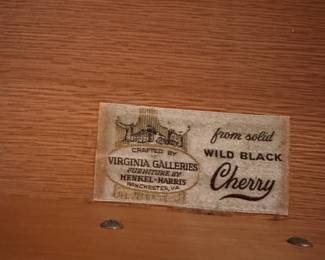 CRAFTED BY
VIRGINIA GALLERIES
FURNITURE BY
HENKEL-HARRIS
WINCHESTER, VA.
from solid
WILD BLACK
Cherry